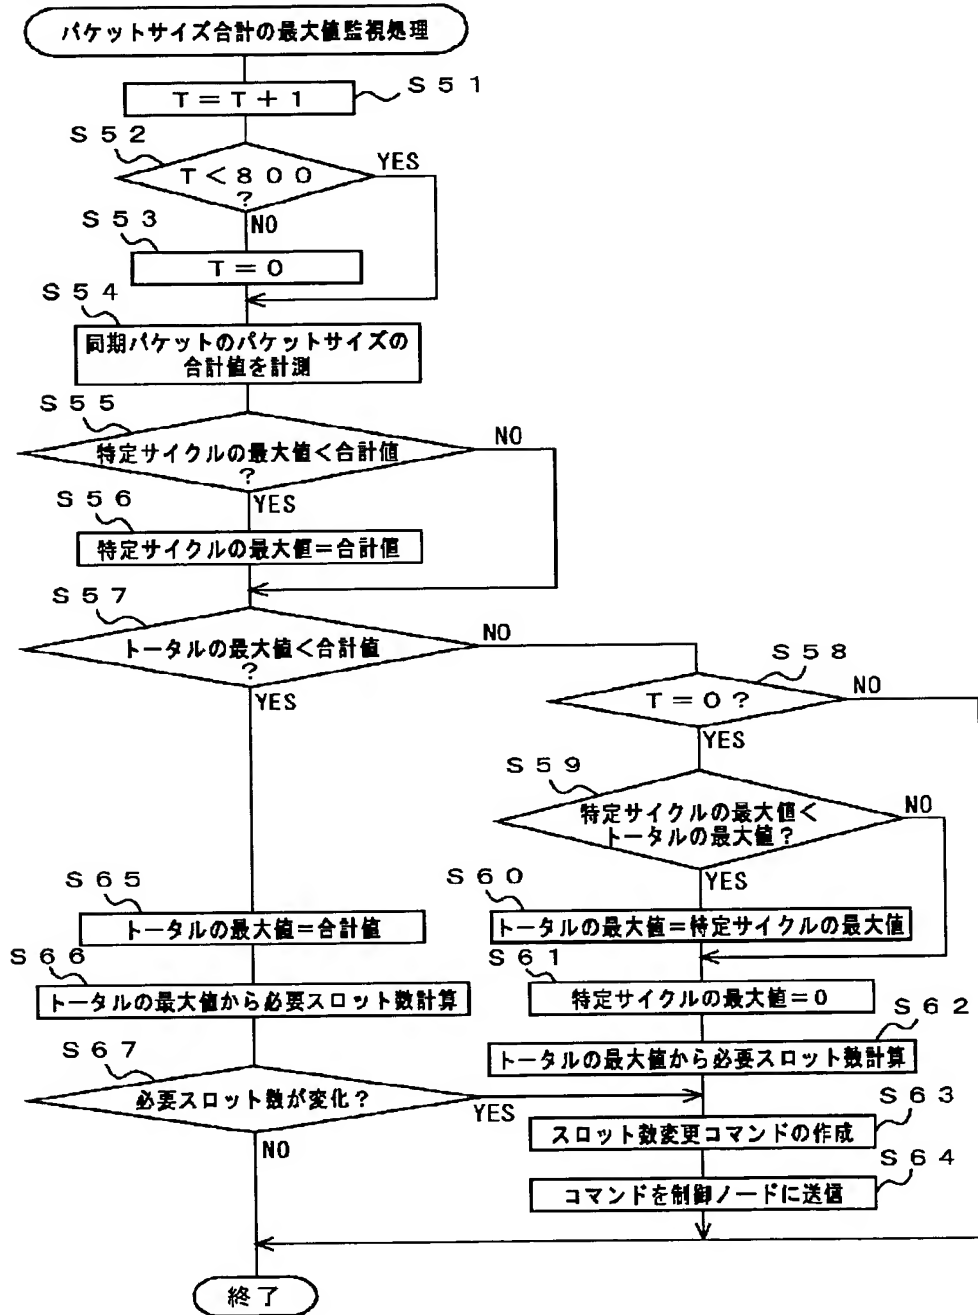 パケットサイズ合計の最大値監視処理
S51
T=T+1
S52
T<800
?
YES
NO
S53
T=0
S54
同期パケットのパケットサイズの
合計値を計測
S55
特定サイクルの最大値<合計値
?
NO
YES
S56
特定サイクルの最大値=合計値
S57
トータルの最大値<合計値
?
NO
YES
S58
T=0?
NO
YES
S59
特定サイクルの最大値<
トータルの最大値?
NO
YES
S60
トータルの最大値=特定サイクルの最大値
S61
特定サイクルの最大値=0
S62
トータルの最大値から必要スロット数計算
S65
トータルの最大値=合計値
S66
トータルの最大値から必要スロット数計算
S67
必要スロット数が変化?
YES
NO
S63
スロット数変更コマンドの作成
S64
コマンドを制御ノードに送信
終了